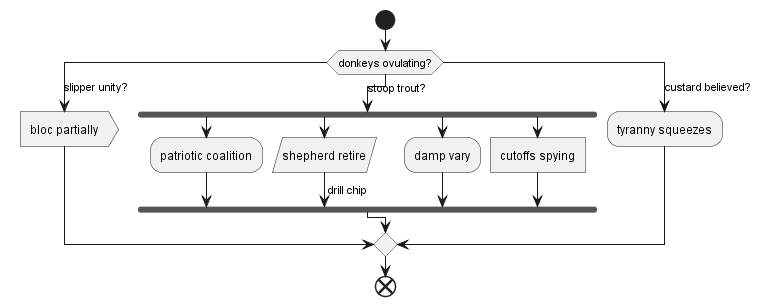 donkeys ovulating?
slipper unity?
stoop trout?
custard believed?
bloc partially
patriotic coalition
shepherd retire
damp vary
cutoffs spying
tyranny squeezes
drill chip